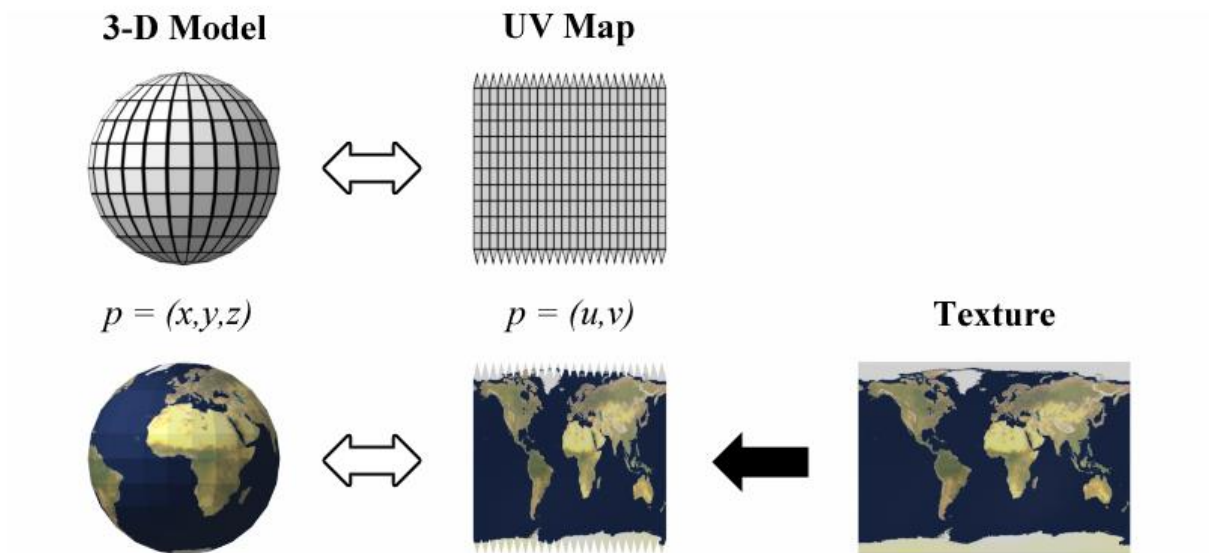 3-D Model
UV Map
p = (x,y,z)
p = (u,v)
Texture